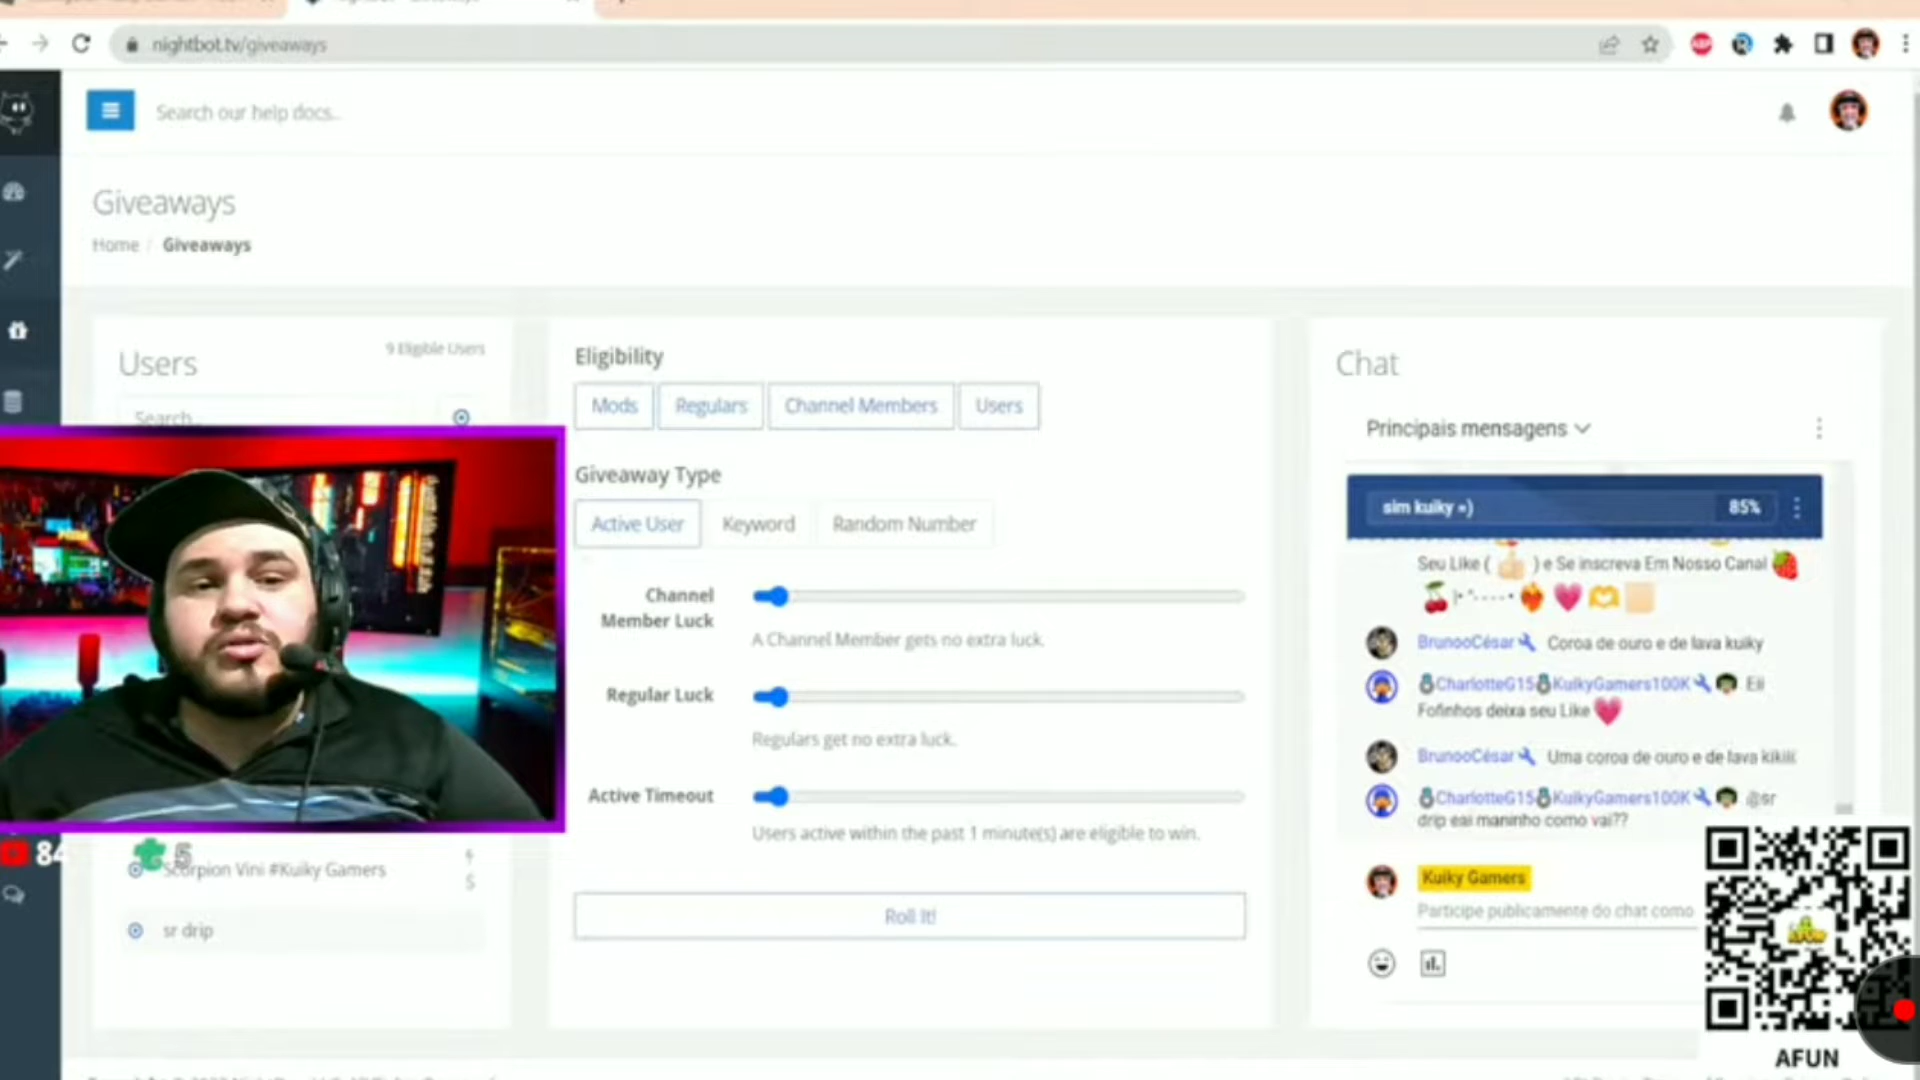 nightbot.tv/giveaways
Search our help docs..
Giveaways
Home / Giveaways
Users
9 Eligible Users
Search..
Scorpion Vini #Kuiky Gamers
5
sr drip
84
5
Eligibility
Mods
Regulars
Channel Members
Users
Giveaway Type
Active User
Keyword
Random Number
Channel
Member Luck
A Channel Member gets no extra luck.
Regular Luck
Regulars get no extra luck.
Active Timeout
Users active within the past 1 minute(s) are eligible to win.
Roll It!
Chat
Principais mensagens
sim kuiky =) 85%
Seu Like ( ) e Se inscreva Em Nosso Canal
BrunooCésar Coroa de ouro e de lava kuiky
CharlotteG15 KuikyGamers100K Eii
Fofinhos deixa seu Like
BrunooCésar Uma coroa de ouro e de lava kikiii
CharlotteG15 KuikyGamers100K @sr
drip eai maninho como vai??
Kuiky Gamers
Participe publicamente do chat como
AFUN
AFUN